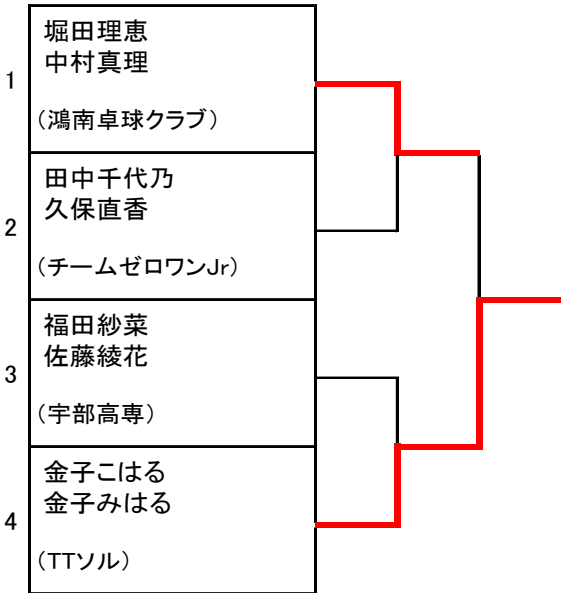 1
堀田理恵
中村真理
（鴻南卓球クラブ）
2
田中千代乃
久保直香
（チームゼロワンJr）
3
福田紗菜
佐藤綾花
（宇部高専）
4
金子こはる
金子みはる
（TTソル）